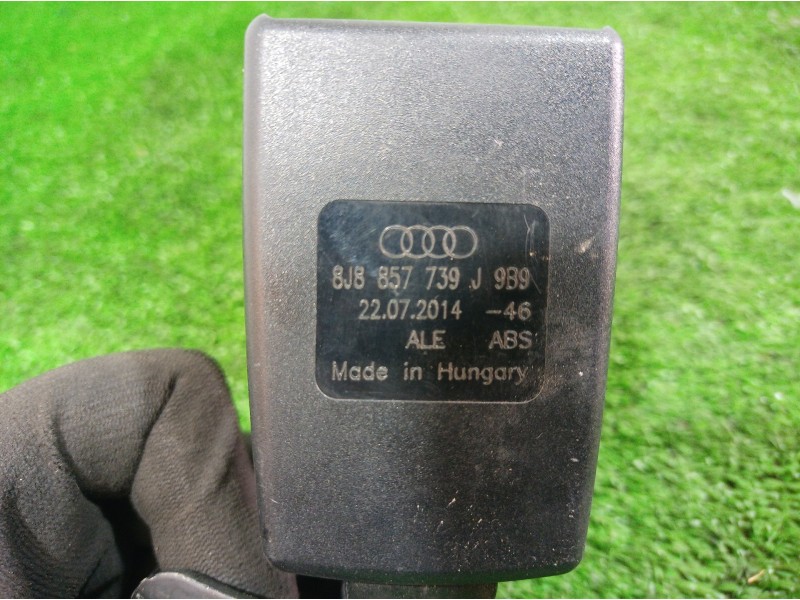 8J8 857 739 J 9B9
22.07.2014 -46
ALE ABS
Made in Hungary